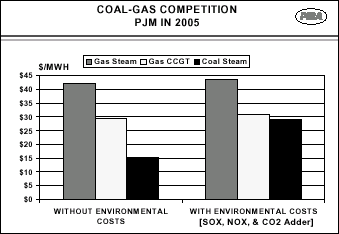 COAL-GAS COMPETITION
PJM IN 2005
PIRA
$/MWH
Gas Steam Gas CCGT Coal Steam
$45
$40
$35
$30
$25
$20
$15
$10
$5
$0
WITHOUT ENVIRONMENTAL
COSTS
WITH ENVIRONMENTAL COSTS
[SOX, NOX, & CO2 Adder]